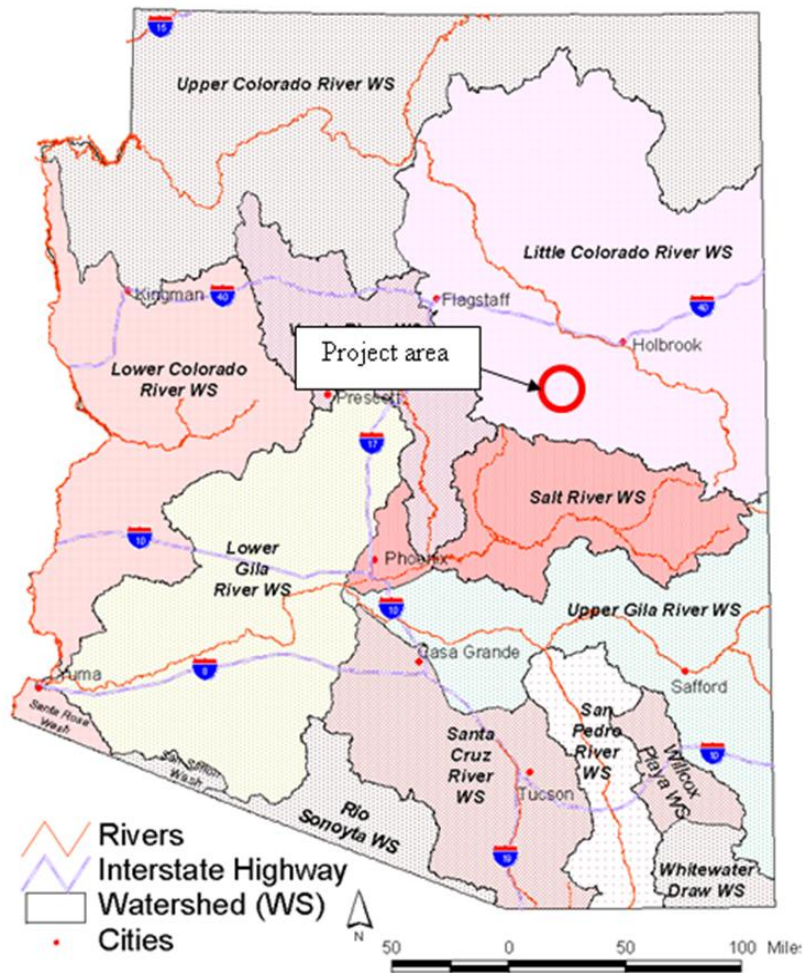 15
Upper Colorado River WS
Little Colorado River WS
Kingman
40
Flagstaff
40
Holbrook
Lower Colorado
River WS
Project area
Prescott
17
Salt River WS
10
Lower
Gila
River WS
Phoenix
10
Upper Gila River WS
Casa Grande
8
Yuma
Safford
Santa Rosa
Wash
Wash
San
Pedro
River
WS
Santa
Cruz
River
WS
Willcox
Playa WS
10
Tucson
Rio
Sonoyta WS
19
Whitewater
Draw WS
Rivers
Interstate Highway
Watershed (WS)
Cities
N
50 0 50 100 Miles